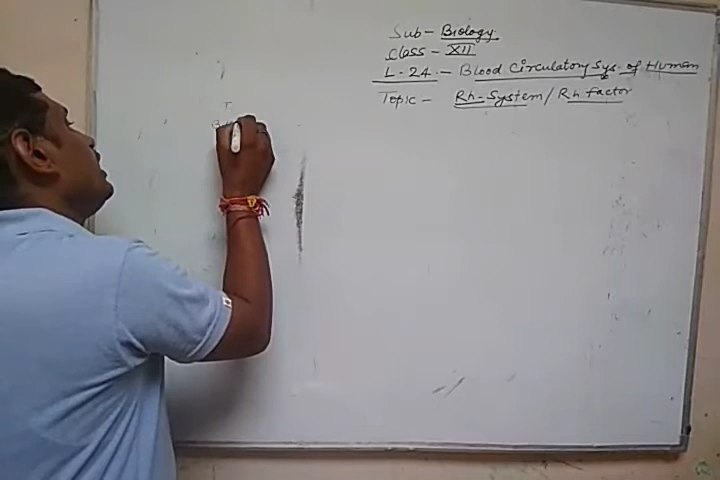 Sub- Biology.
Class - XII
L. 24. - Blood Circulatory Sys. of Human
Topic - Rh-System/ Rh factor